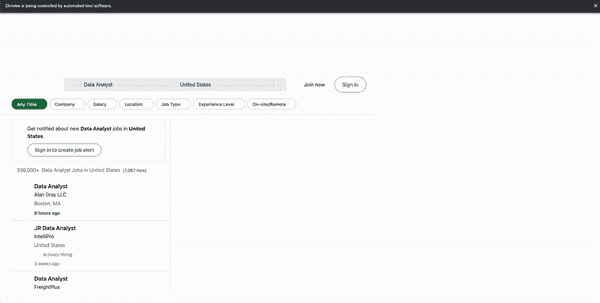 Chrome is being controlled by automated test software.
Data Analyst
United States
Join now
Sign in
Any Time
Company
Salary
Location
Job Type
Experience Level
On-site/Remote
Get notified about new Data Analyst jobs in United
States.
Sign in to create job alert
336,000+ Data Analyst Jobs in United States (7,067 new)
Data Analyst
Alan Gray LLC
Boston, MA
8 hours ago
JR Data Analyst
IntelliPro
United States
Actively Hiring
3 weeks ago
Data Analyst
FreightPlus